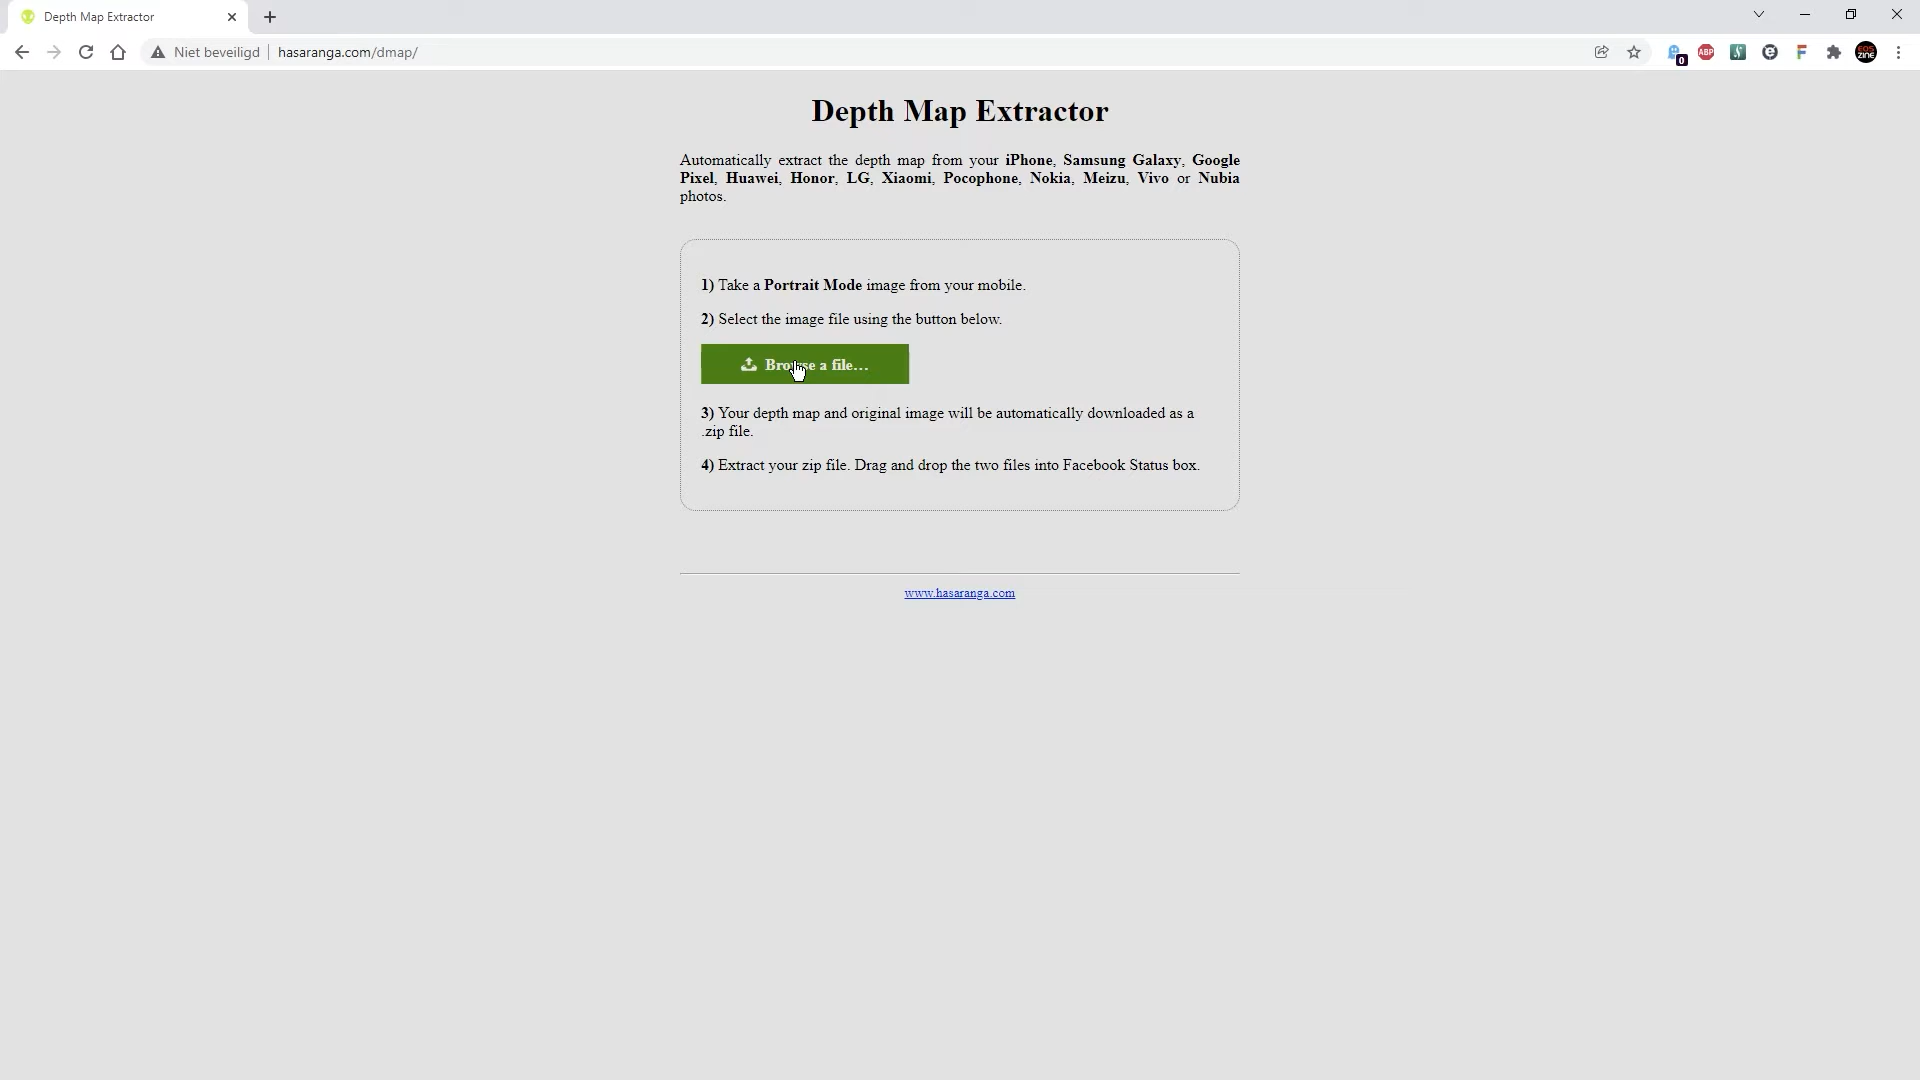 Depth Map Extractor
Niet beveiligd hasaranga.com/dmap/
0
ABP
EOS
ZINE
Depth Map Extractor
Automatically extract the depth map from your iPhone, Samsung Galaxy, Google
Pixel, Huawei, Honor, LG, Xiaomi, Pocophone, Nokia, Meizu, Vivo or Nubia
photos.
1) Take a Portrait Mode image from your mobile.
2) Select the image file using the button below.
Browse a file...
3) Your depth map and original image will be automatically downloaded as a
.zip file.
4) Extract your zip file. Drag and drop the two files into Facebook Status box.
www.hasaranga.com